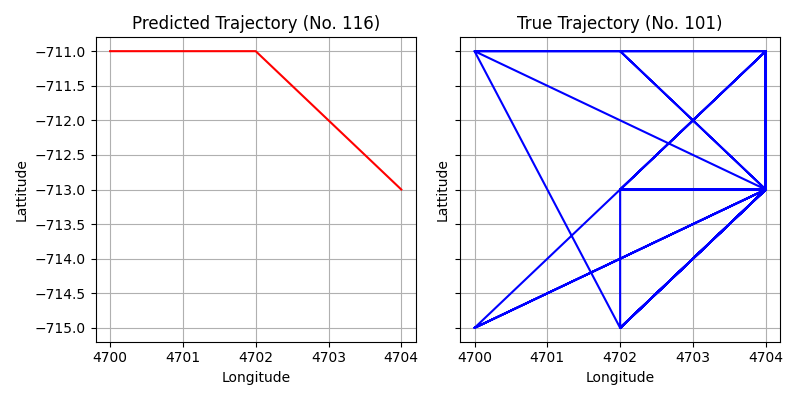 Predicted Trajectory (No. 116)
True Trajectory (No. 101)
Lattitude
−711.0
−711.5
−712.0
−712.5
−713.0
−713.5
−714.0
−714.5
−715.0
4700 4701 4702 4703 4704
Longitude
Lattitude
4700 4701 4702 4703 4704
Longitude